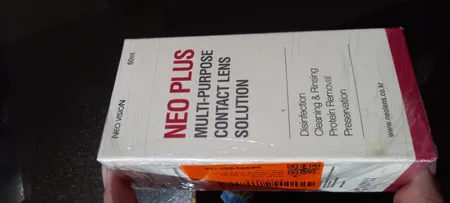 60ml
NEO VISION
NEO PLUS
MULTI-PURPOSE
CONTACT LENS
SOLUTION
Disinfection
Cleaning & Rinsing
Protein Removal
Preservation
www.neolens.co.kr